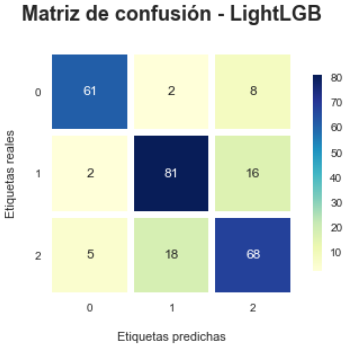 Matriz de confusión - LightLGB
Etiquetas reales
0 61 2 8
1 2 81 16
2 5 18 68
0 1 2
Etiquetas predichas
80
70
60
50
40
30
20
10